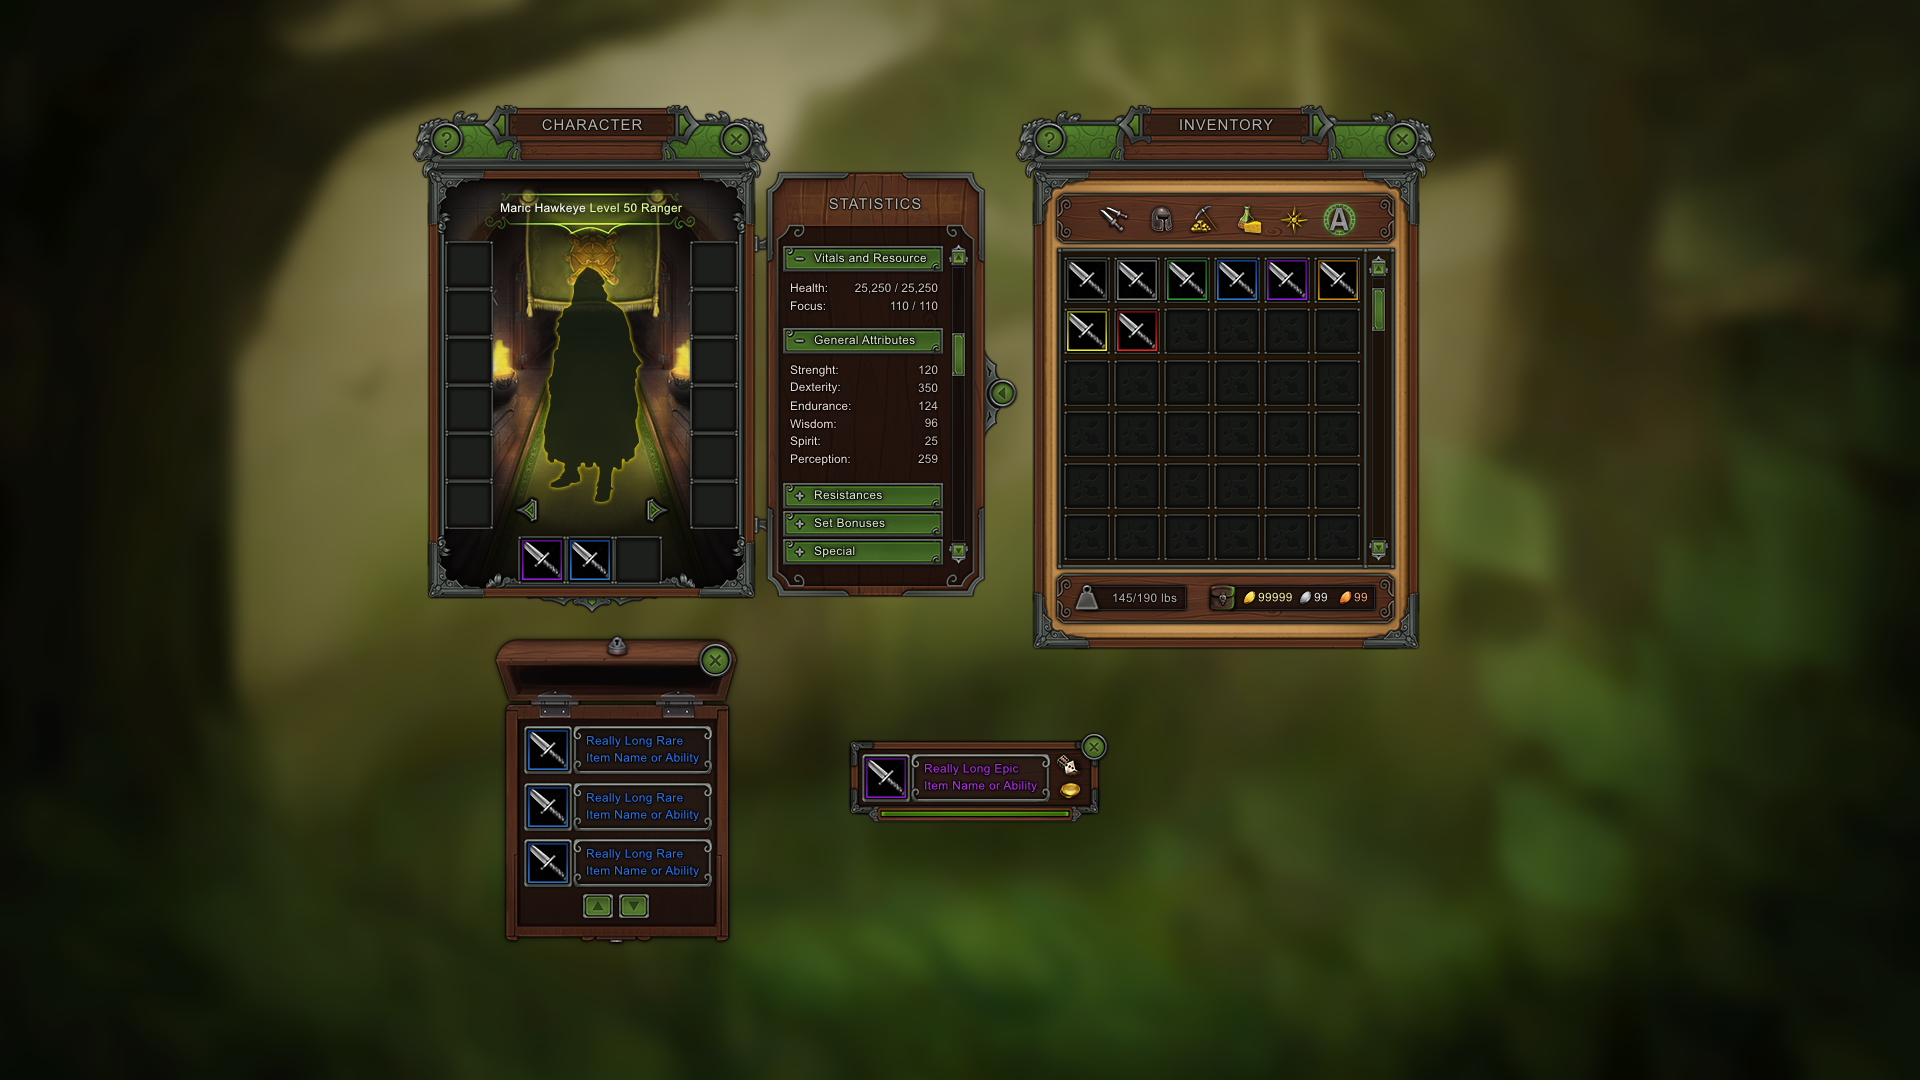 CHARACTER
Maric Hawkeye Level 50 Ranger
STATISTICS
Vitals and Resource
Health: 25,250 / 25,250
Focus: 110 / 110
General Attributes
Strenght: 120
Dexterity: 350
Endurance: 124
Wisdom: 96
Spirit: 25
Perception: 259
Resistances
Set Bonuses
Special
INVENTORY
A
145/190 lbs
99999 99 99
Really Long Rare
Item Name or Ability
Really Long Rare
Item Name or Ability
Really Long Rare
Item Name or Ability
Really Long Epic
Item Name or Ability